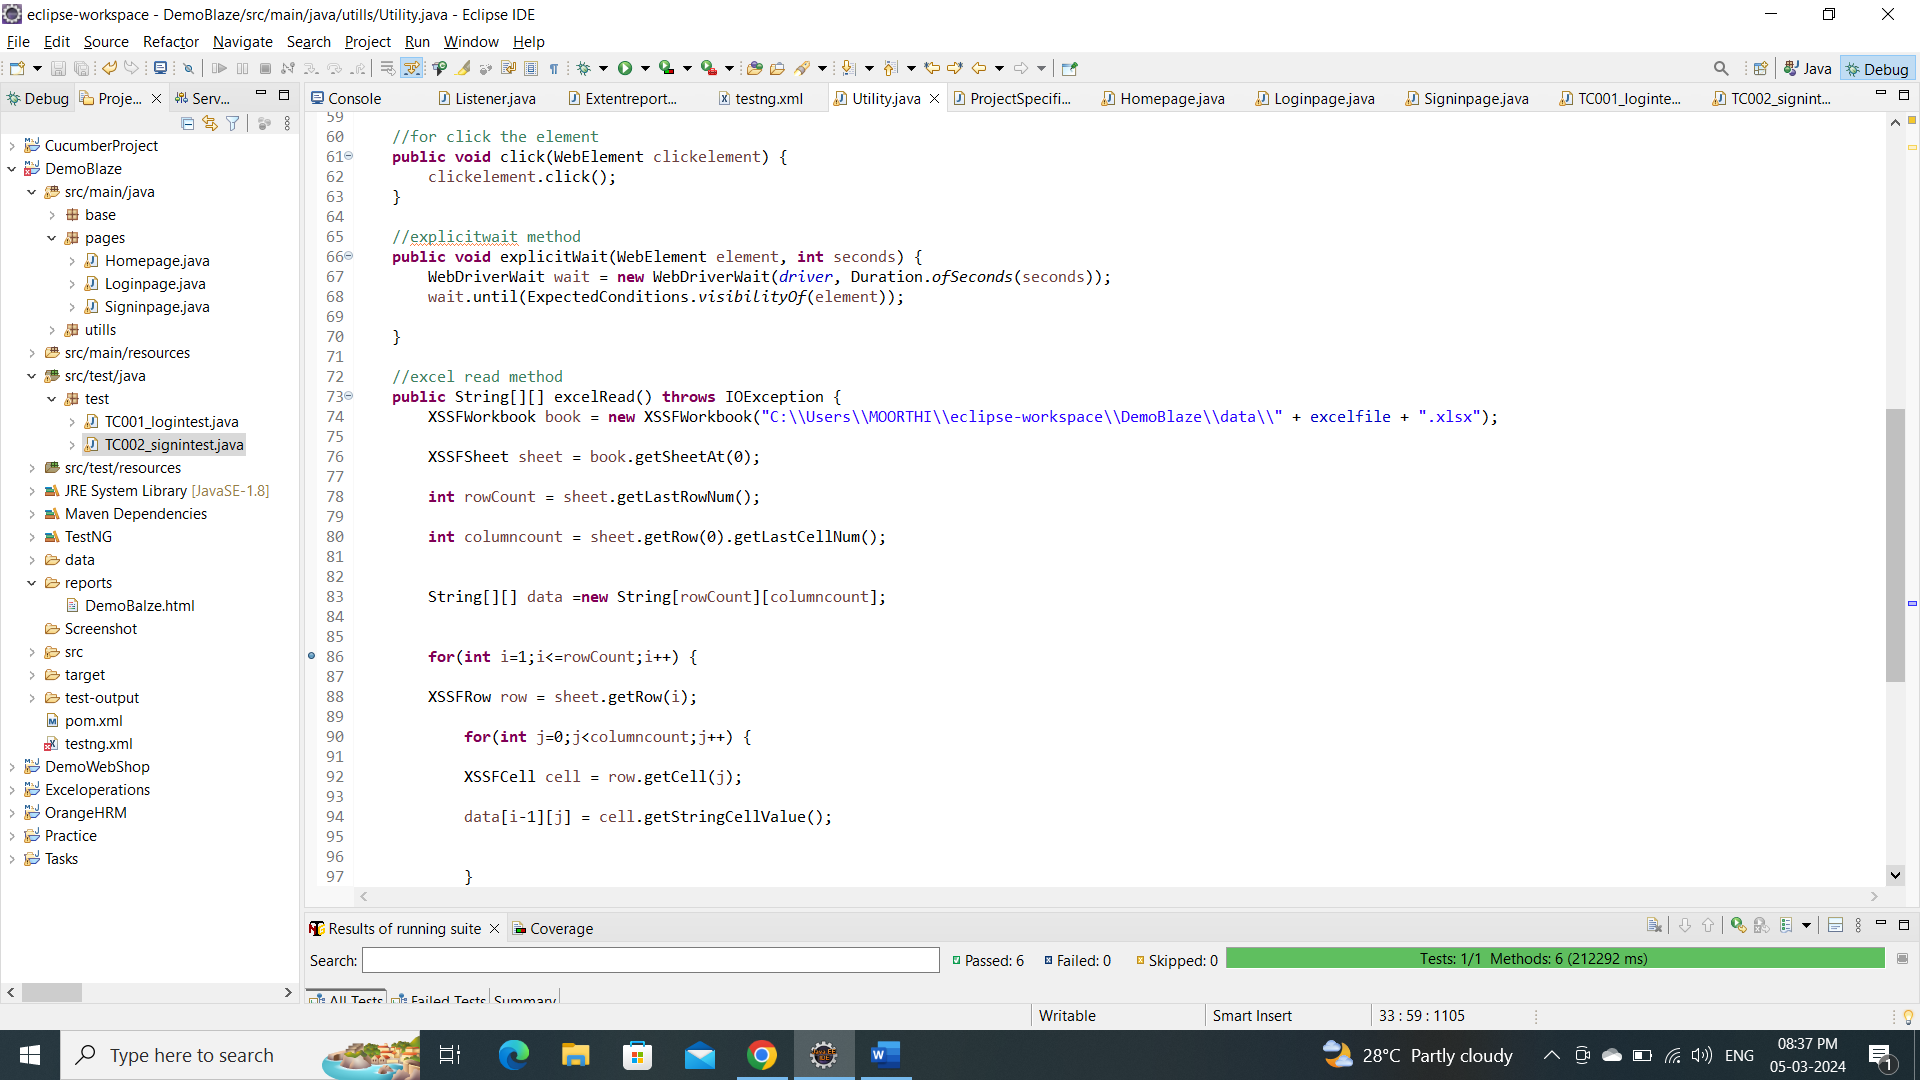 eclipse-workspace - DemoBlaze/src/main/java/utills/Utility.java - Eclipse IDE
File Edit Source Refactor Navigate Search Project Run Window Help
Java Debug
Debug Proje... Serv...
Console Listener.java Extentreport... testng.xml Utility.java ProjectSpecifi... Homepage.java Loginpage.java Signinpage.java TC001_loginte... TC002_signint...
CucumberProject
DemoBlaze
src/main/java
base
pages
Homepage.java
Loginpage.java
Signinpage.java
utills
src/main/resources
src/test/java
test
TC001_logintest.java
TC002_signintest.java
src/test/resources
JRE System Library [JavaSE-1.8]
Maven Dependencies
TestNG
data
reports
DemoBalze.html
Screenshot
src
target
test-output
pom.xml
testng.xml
DemoWebShop
Exceloperations
OrangeHRM
Practice
Tasks
59
60 //for click the element
61 public void click(WebElement clickelement) {
62 clickelement.click();
63 }
64
65 //explicitwait method
66 public void explicitWait(WebElement element, int seconds) {
67 WebDriverWait wait = new WebDriverWait(driver, Duration.ofSeconds(seconds));
68 wait.until(ExpectedConditions.visibilityOf(element));
69
70 }
71
72 //excel read method
73 public String[][] excelRead() throws IOException {
74 XSSFWorkbook book = new XSSFWorkbook("C:\\Users\\MOORTHI\\eclipse-workspace\\DemoBlaze\\data\\" + excelfile + ".xlsx");
75
76 XSSFSheet sheet = book.getSheetAt(0);
77
78 int rowCount = sheet.getLastRowNum();
79
80 int columncount = sheet.getRow(0).getLastCellNum();
81
82
83 String[][] data =new String[rowCount][columncount];
84
85
86 for(int i=1;i<=rowCount;i++) {
87
88 XSSFRow row = sheet.getRow(i);
89
90 for(int j=0;j<columncount;j++) {
91
92 XSSFCell cell = row.getCell(j);
93
94 data[i-1][j] = cell.getStringCellValue();
95
96
97 }
Results of running suite Coverage
Search: Passed: 6 Failed: 0 Skipped: 0 Tests: 1/1 Methods: 6 (212292 ms)
All Tests Failed Tests Summary
Writable Smart Insert 33 : 59 : 1105
Type here to search
28°C Partly cloudy ENG 08:37 PM
05-03-2024
1